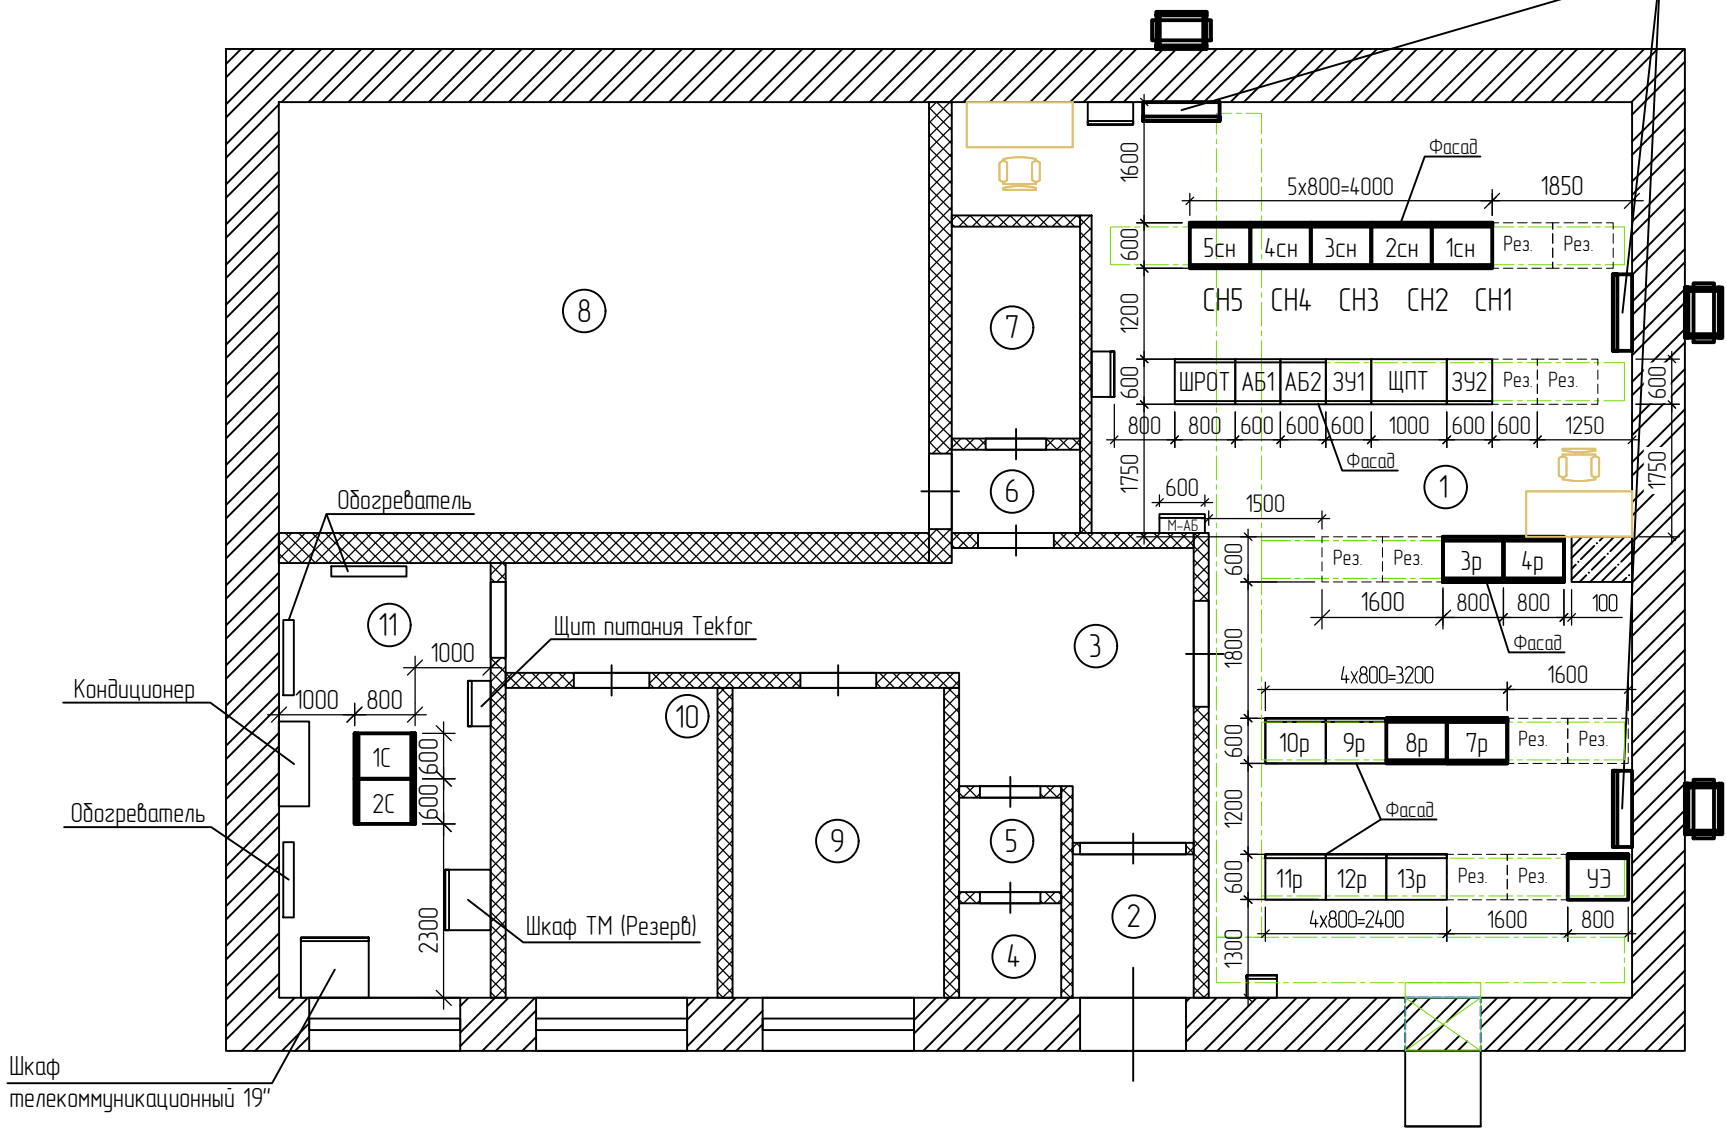 Фасад
5х800=4000
1850
1600
600
5сн 4сн 3сн 2сн 1сн Рез. Рез.
СН5 СН4 СН3 СН2 СН1
1200
8
7
600
ШРОТ АБ1 АБ2 ЗУ1 ЩПТ ЗУ2 Рез. Рез.
600
800 800 600 600 600 1000 600 600 1250
Фасад
1750
1750
6
1
600
1500
М-АБ
Обогреватель
600
Рез. Рез. 3р 4р
1600 800 800 100
Фасад
11
Щит питания Tekfor
3
1800
1000
4х800=3200
1600
Кондиционер
1000 800
10
600
10р 9р 8р 7р Рез. Рез.
1С
600
2С
600
Обогреватель
1200
Фасад
9
5
600
11р 12р 13р Рез. Рез. УЭ
4х800=2400
1600
800
2300
Шкаф ТМ (Резерв)
2
4
1300
Шкаф
телекоммуникационный 19"